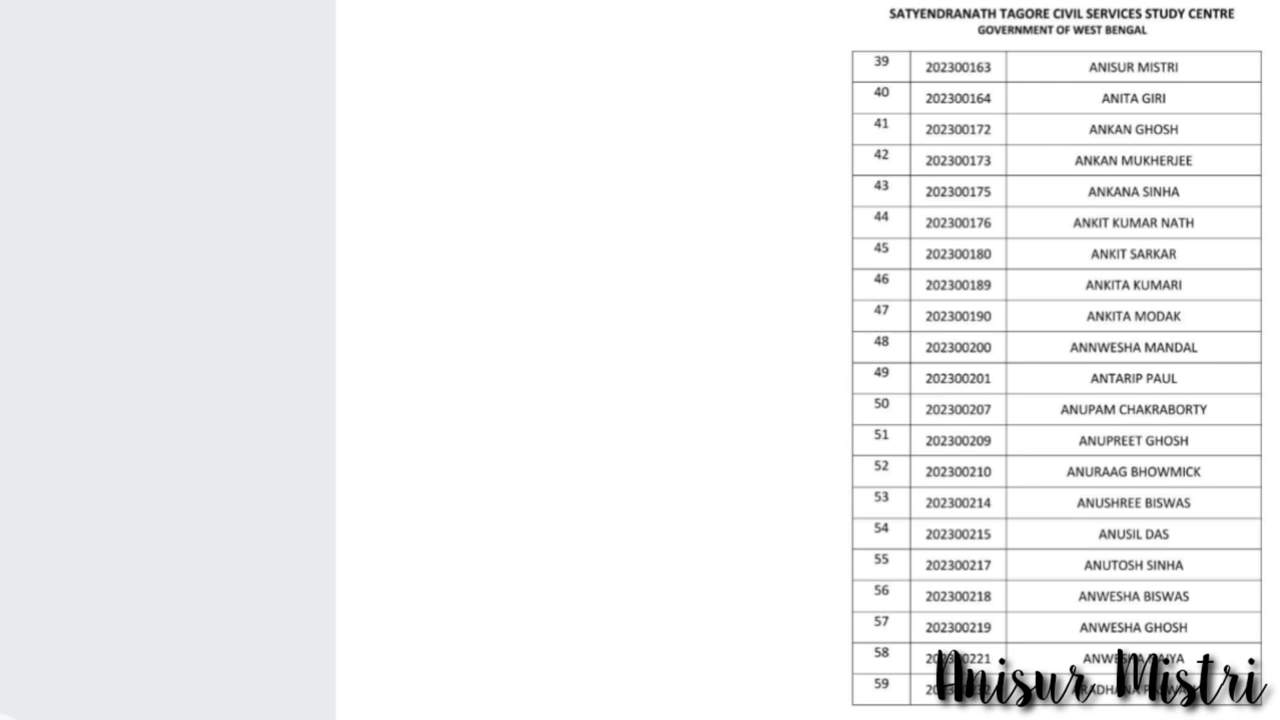 SATYENDRANATH TAGORE CIVIL SERVICES STUDY CENTRE
GOVERNMENT OF WEST BENGAL
39 202300163 ANISUR MISTRI
40 202300164 ANITA GIRI
41 202300172 ANKAN GHOSH
42 202300173 ANKAN MUKHERJEE
43 202300175 ANKANA SINHA
44 202300176 ANKIT KUMAR NATH
45 202300180 ANKIT SARKAR
46 202300189 ANKITA KUMARI
47 202300190 ANKITA MODAK
48 202300200 ANNWESHA MANDAL
49 202300201 ANTARIP PAUL
50 202300207 ANUPAM CHAKRABORTY
51 202300209 ANUPREET GHOSH
52 202300210 ANURAAG BHOWMICK
53 202300214 ANUSHREE BISWAS
54 202300215 ANUSIL DAS
55 202300217 ANUTOSH SINHA
56 202300218 ANWESHA BISWAS
57 202300219 ANWESHA GHOSH
58 202300221 ANWESHA
59
Anisur Mistri